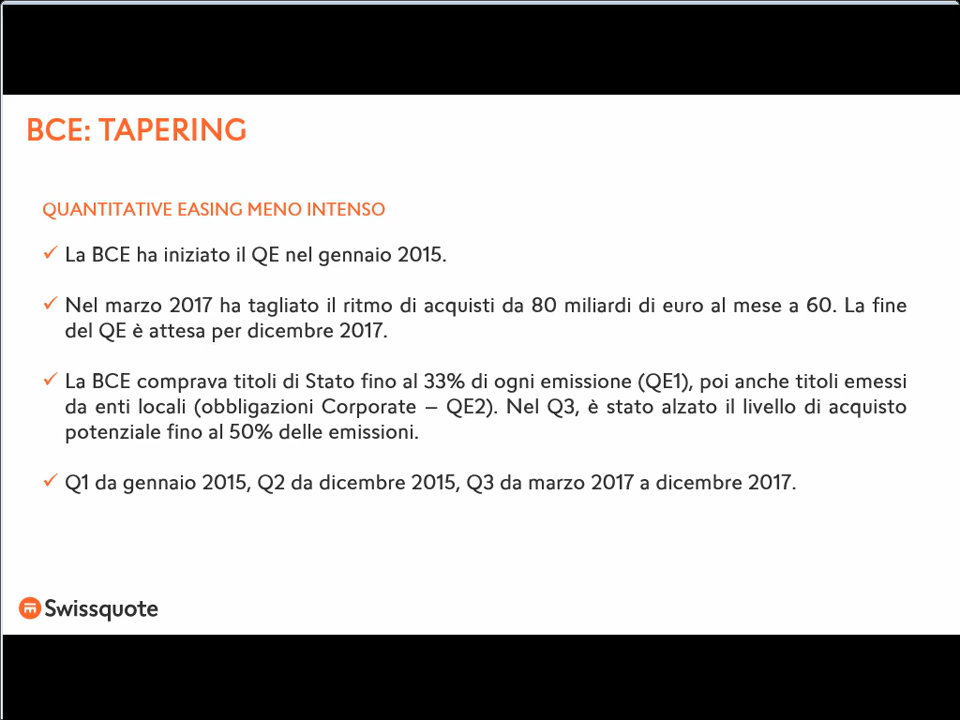 BCE: TAPERING
QUANTITATIVE EASING MENO INTENSO
La BCE ha iniziato il QE nel gennaio 2015.
Nel marzo 2017 ha tagliato il ritmo di acquisti da 80 miliardi di euro al mese a 60. La fine
del QE è attesa per dicembre 2017.
La BCE comprava titoli di Stato fino al 33% di ogni emissione (QE1), poi anche titoli emessi
da enti locali (obbligazioni Corporate – QE2). Nel Q3, è stato alzato il livello di acquisto
potenziale fino al 50% delle emissioni.
Q1 da gennaio 2015, Q2 da dicembre 2015, Q3 da marzo 2017 a dicembre 2017.
Swissquote